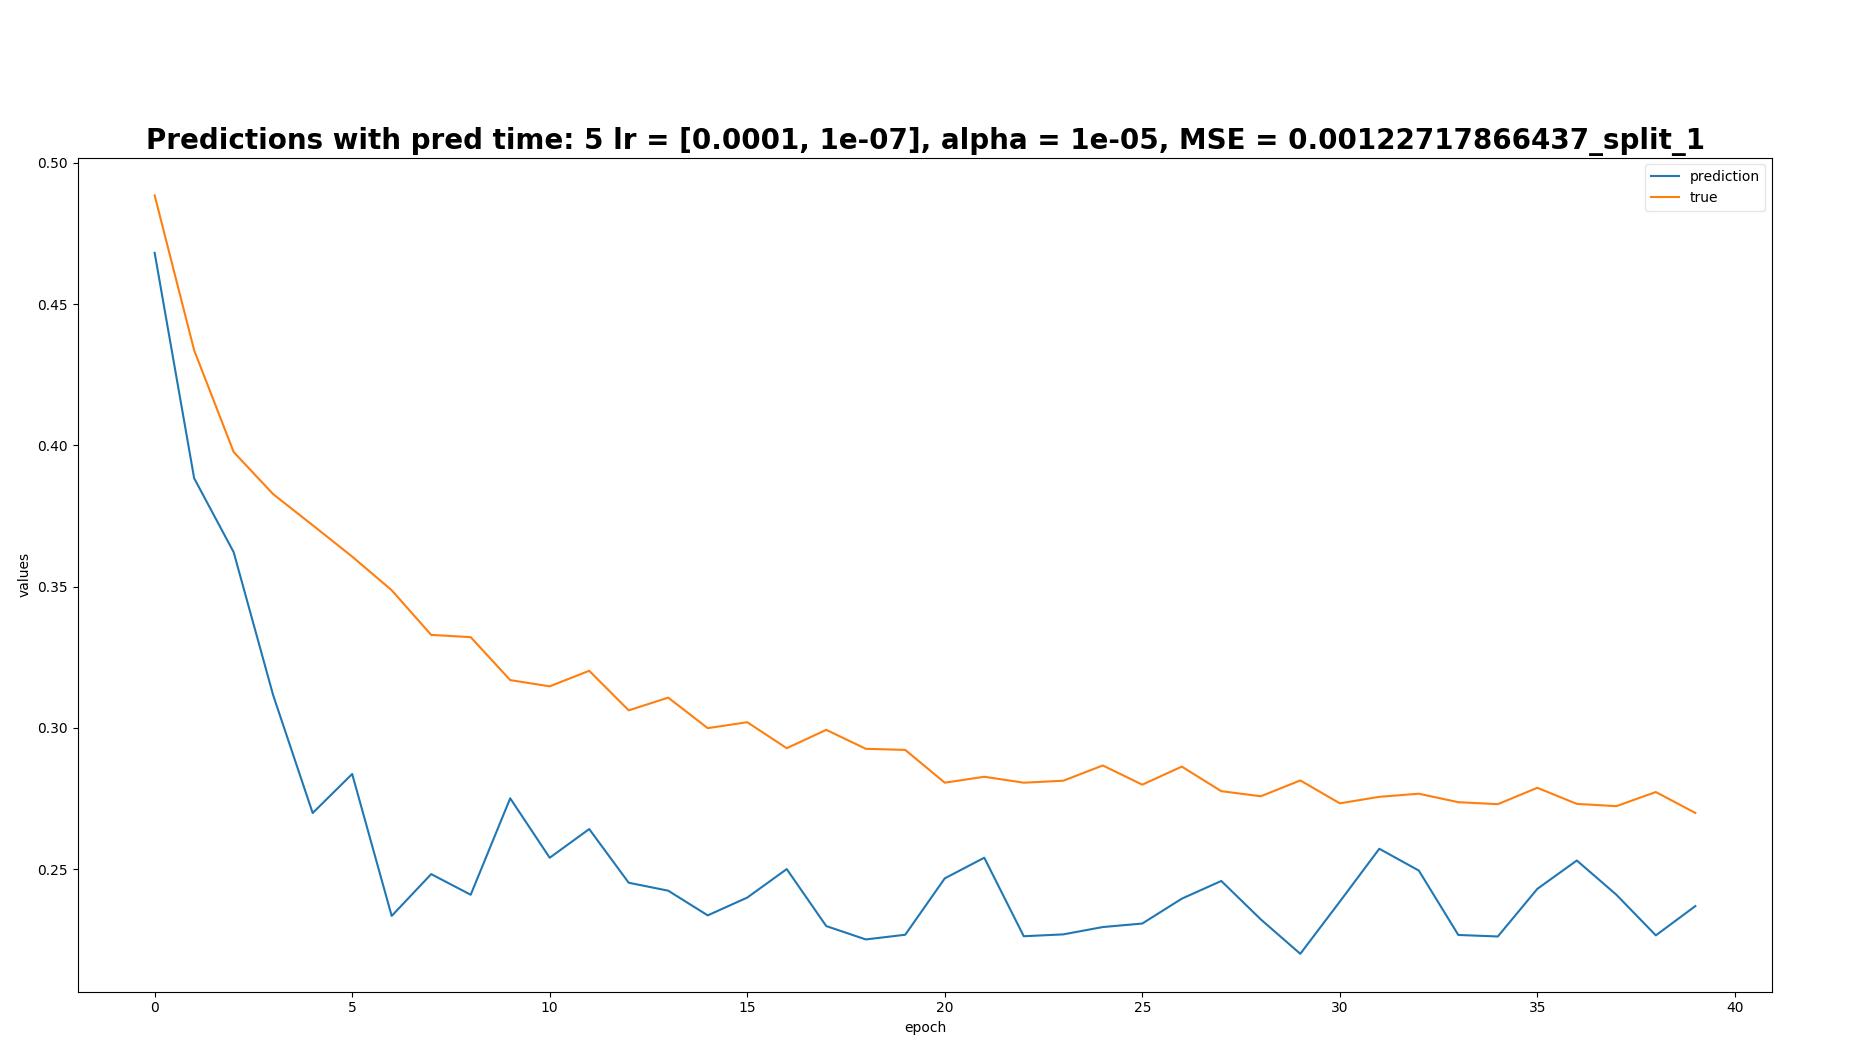 Predictions with pred time: 5 lr = [0.0001, 1e-07], alpha = 1e-05, MSE = 0.00122717866437_split_1
prediction
true
values
0.50
0.45
0.40
0.35
0.30
0.25
0 5 10 15 20 25 30 35 40
epoch